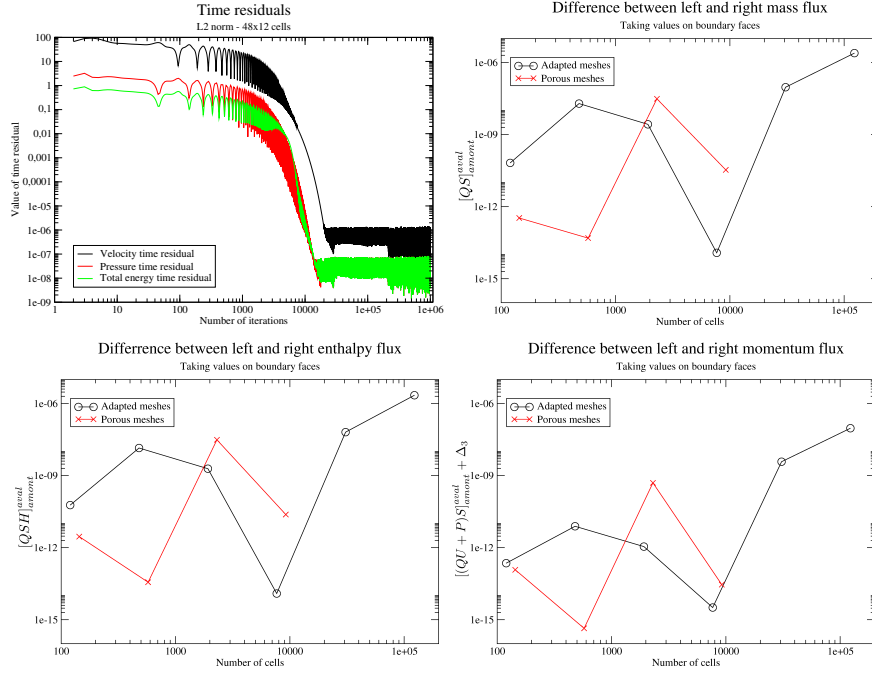 Time residuals
L2 norm - 48x12 cells
Value of time residual
100
10
1
0,1
0,01
0,001
0,0001
1e-05
1e-06
1e-07
1e-08
1e-09
Velocity time residual
Pressure time residual
Total energy time residual
1 10 100 1000 10000 1e+05 1e+06
Number of iterations
Difference between left and right mass flux
Taking values on boundary faces
[QS]_{amont}^{aval}
1e-06
1e-09
1e-12
1e-15
Adapted meshes
Porous meshes
100 1000 10000 1e+05
Number of cells
Differrence between left and right enthalpy flux
Taking values on boundary faces
[QSH]_{amont}^{aval}
1e-06
1e-09
1e-12
1e-15
Adapted meshes
Porous meshes
100 1000 10000 1e+05
Number of cells
Difference between left and right momentum flux
Taking values on boundary faces
[(QU + P)S]_{amont}^{aval} + Δ₃
1e-06
1e-09
1e-12
1e-15
Adapted meshes
Porous meshes
100 1000 10000 1e+05
Number of cells